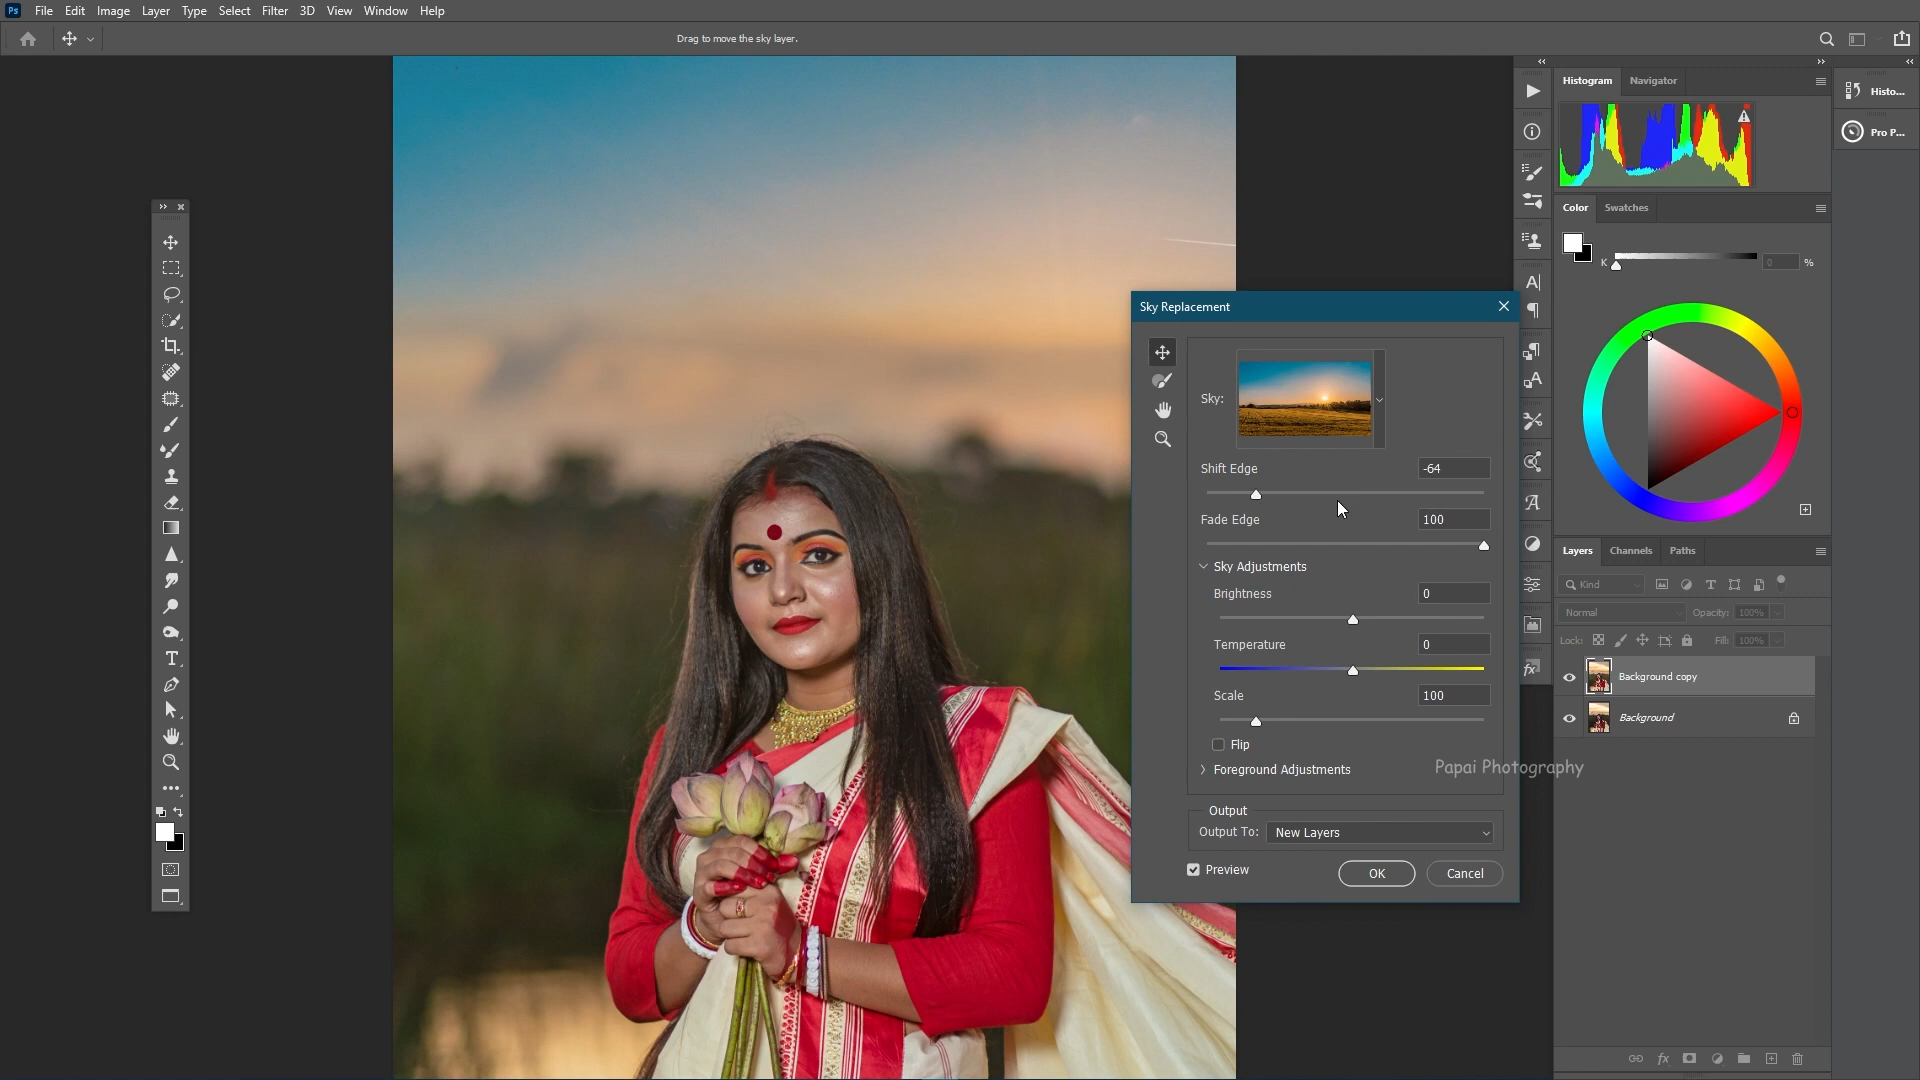 Ps File Edit Image Layer Type Select Filter 3D View Window Help
Drag to move the sky layer.
Histogram Navigator
Histo...
Pro P...
Color Swatches
K 0 %
Sky Replacement
Sky:
Shift Edge -64
Fade Edge 100
Sky Adjustments
Brightness 0
Temperature 0
Scale 100
Flip
Foreground Adjustments
Output
Output To: New Layers
Preview OK Cancel
Papai Photography
Layers Channels Paths
Kind
Normal Opacity: 100%
Lock: Fill: 100%
Background copy
Background